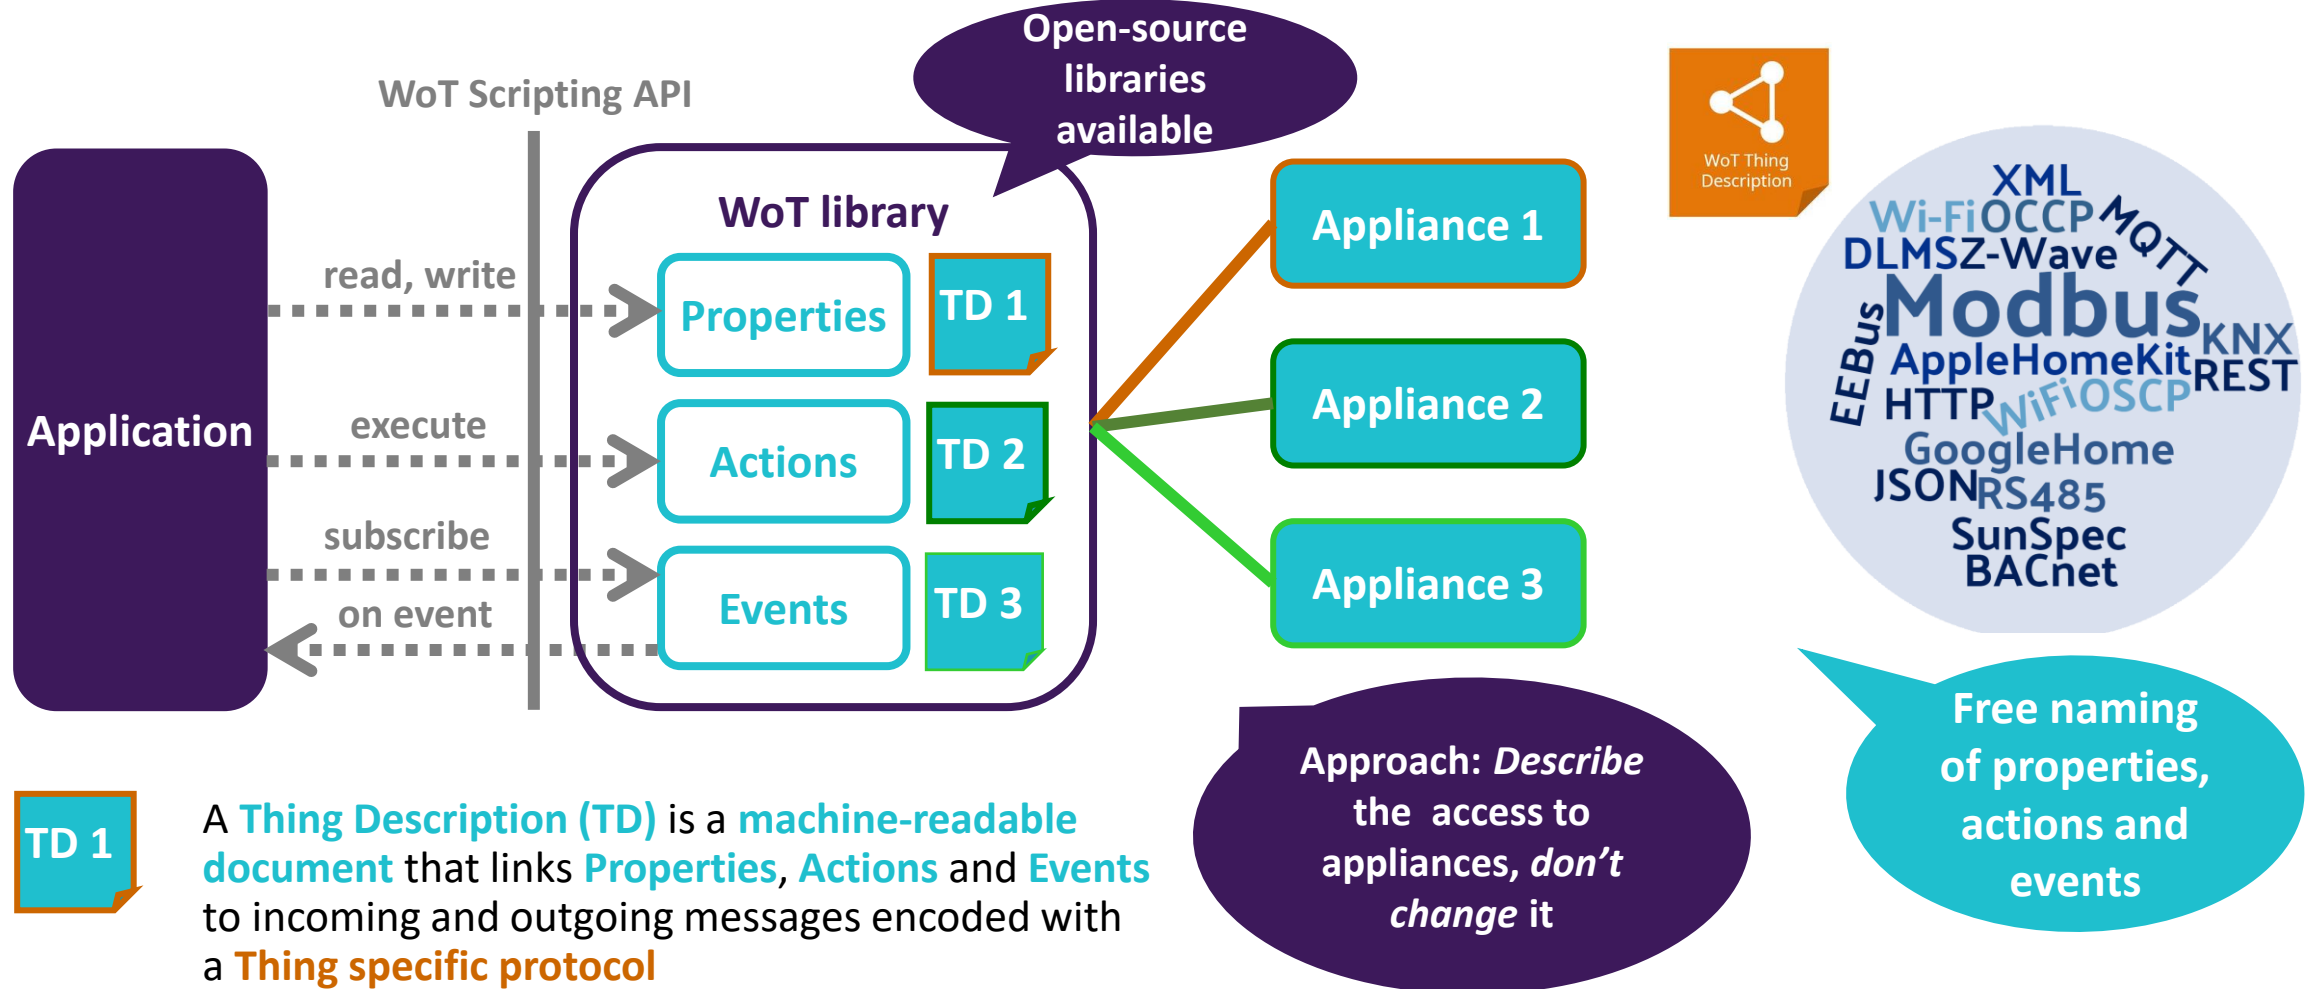 Open-source
libraries
available
WoT Scripting API
WoT library
Application
read, write
execute
subscribe
on event
Properties
Actions
Events
TD 1
TD 2
TD 3
Appliance 1
Appliance 2
Appliance 3
WoT Thing
Description
XML
Wi-Fi OCCP MQTT
DLMS Z-Wave
Modbus
EEBus
KNX
AppleHomeKit
REST
HTTP WiFi OSCP
GoogleHome
JSON RS485
SunSpec
BACnet
Free naming
of properties,
actions and
events
Approach: Describe
the access to
appliances, don’t
change it
TD 1
A Thing Description (TD) is a machine-readable
document that links Properties, Actions and Events
to incoming and outgoing messages encoded with
a Thing specific protocol